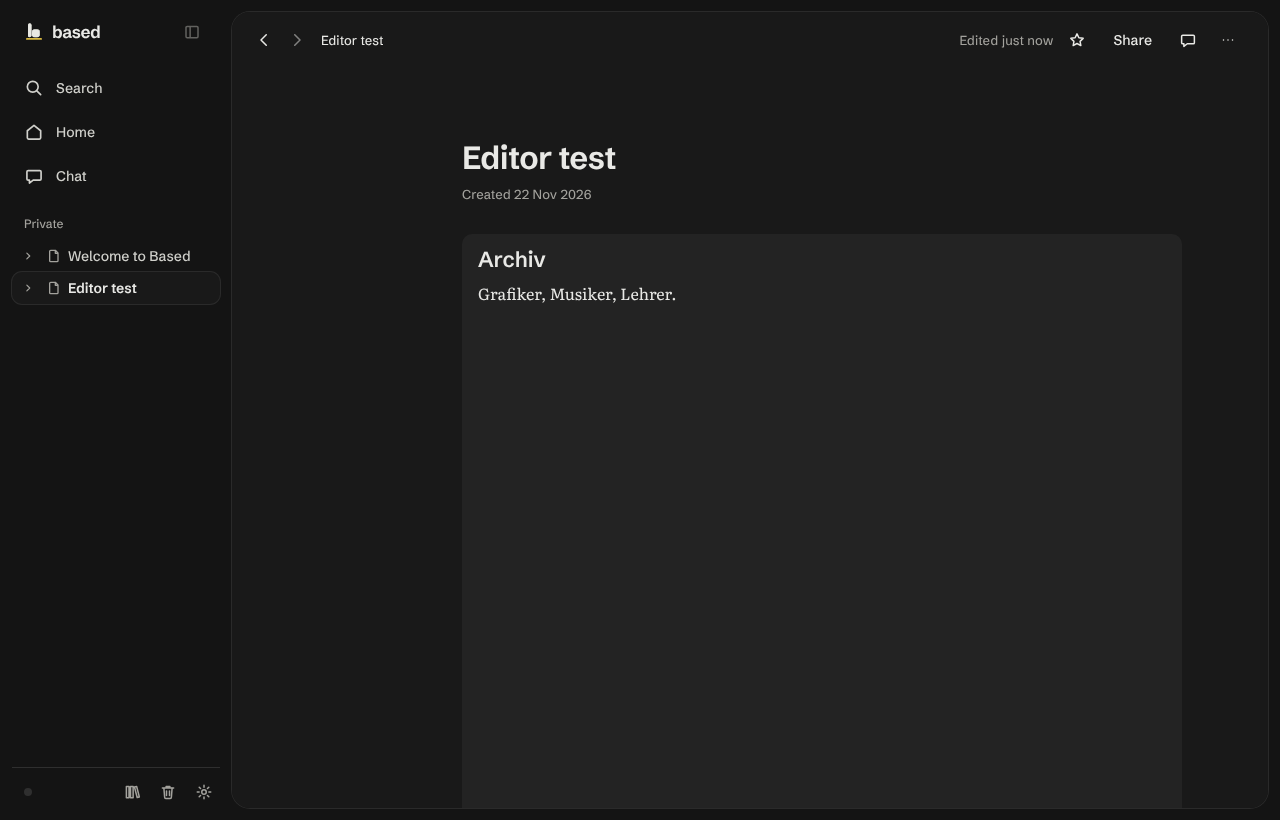 based
Search
Home
Chat
Private
Welcome to Based
Editor test
Editor test
Edited just now
Share
Editor test
Created 22 Nov 2026
Archiv
Grafiker, Musiker, Lehrer.